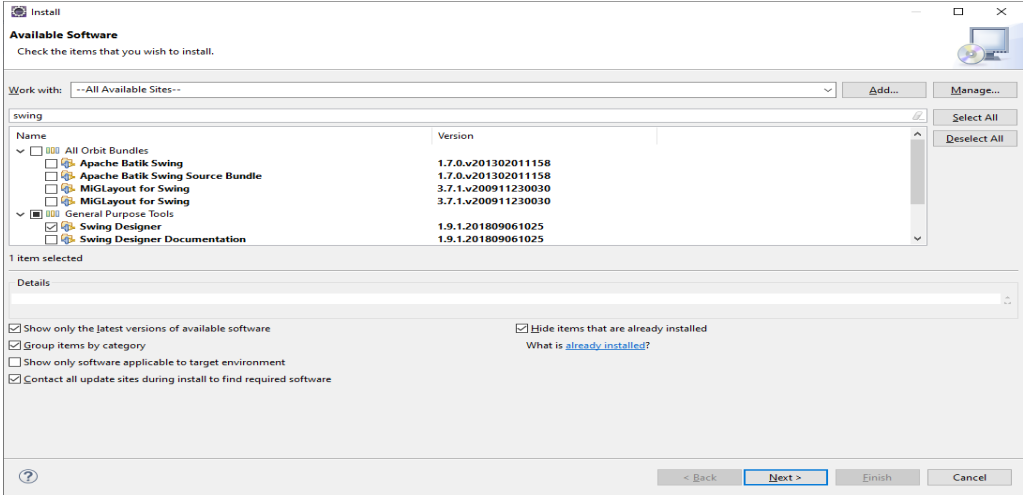 Install
Available Software
Check the items that you wish to install.
Work with: --All Available Sites-- Add... Manage...
swing Select All
Name Version Deselect All
All Orbit Bundles
Apache Batik Swing 1.7.0.v201302011158
Apache Batik Swing Source Bundle 1.7.0.v201302011158
MiGLayout for Swing 3.7.1.v200911230030
MiGLayout for Swing 3.7.1.v200911230030
General Purpose Tools
Swing Designer 1.9.1.201809061025
Swing Designer Documentation 1.9.1.201809061025
1 item selected
Details
Show only the latest versions of available software Hide items that are already installed
Group items by category What is already installed?
Show only software applicable to target environment
Contact all update sites during install to find required software
? < Back Next > Finish Cancel